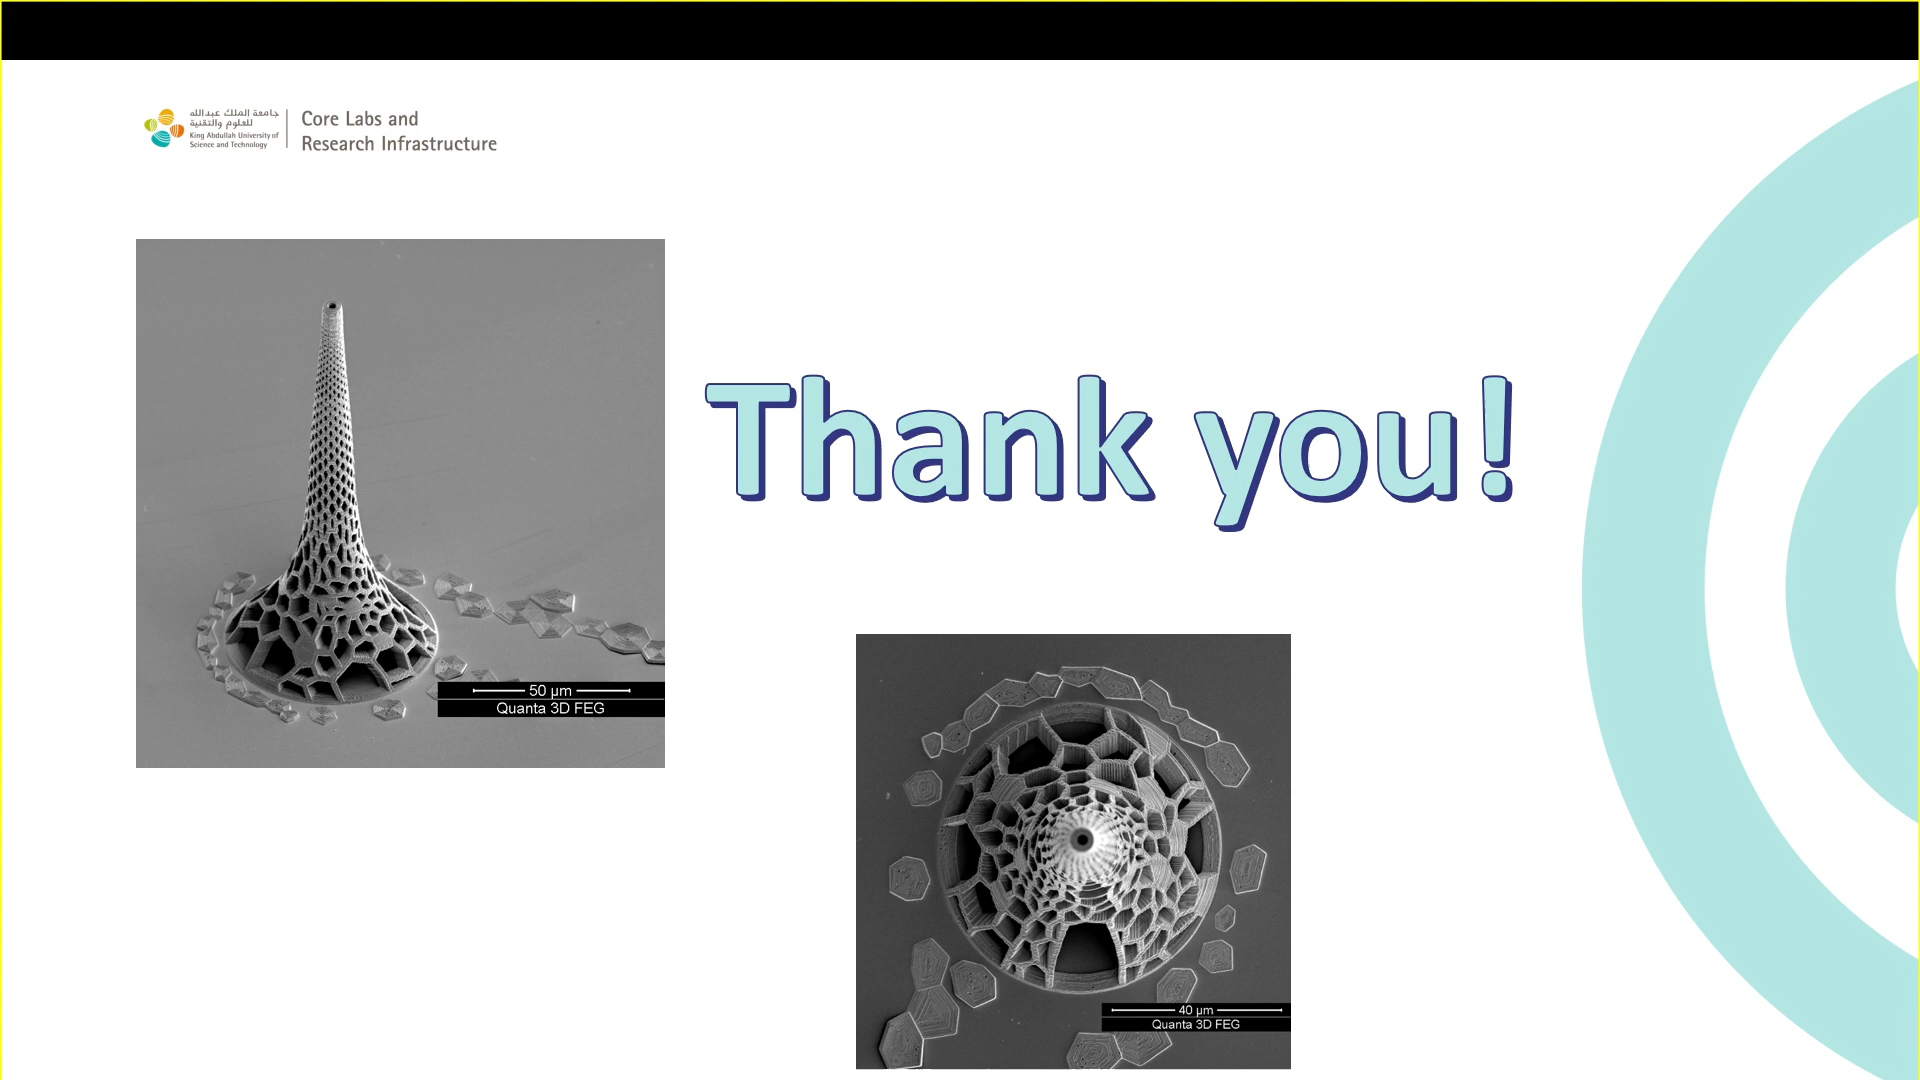 جامعة الملك عبدالله
للعلوم والتقنية
King Abdullah University of
Science and Technology
Core Labs and
Research Infrastructure
Thank you!
50 µm
Quanta 3D FEG
40 µm
Quanta 3D FEG